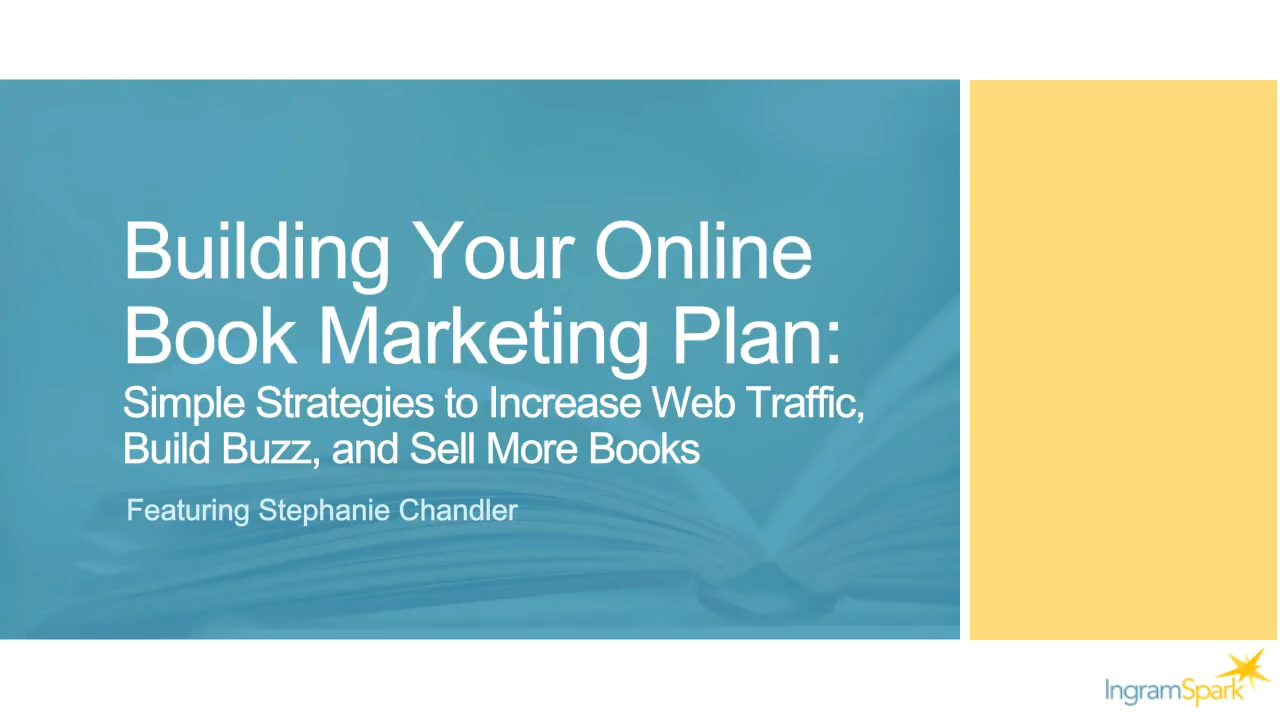 Building Your Online
Book Marketing Plan:
Simple Strategies to Increase Web Traffic,
Build Buzz, and Sell More Books
Featuring Stephanie Chandler
IngramSpark